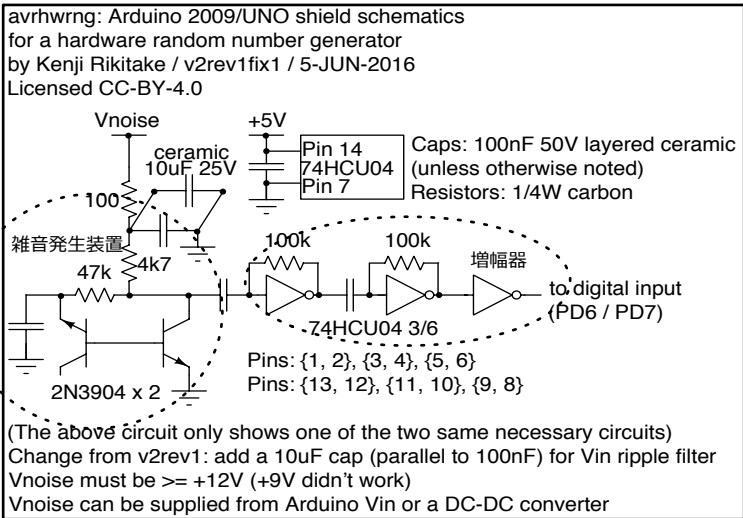 avrhwrng: Arduino 2009/UNO shield schematics
for a hardware random number generator
by Kenji Rikitake / v2rev1fix1 / 5-JUN-2016
Licensed CC-BY-4.0
Vnoise
+5V
ceramic
10uF 25V
Pin 14
74HCU04
Pin 7
Caps: 100nF 50V layered ceramic
(unless otherwise noted)
Resistors: 1/4W carbon
100
雑音発生装置
4k7
47k
100k
100k
増幅器
to digital input
(PD6 / PD7)
74HCU04 3/6
2N3904 x 2
Pins: {1, 2}, {3, 4}, {5, 6}
Pins: {13, 12}, {11, 10}, {9, 8}
(The above circuit only shows one of the two same necessary circuits)
Change from v2rev1: add a 10uF cap (parallel to 100nF) for Vin ripple filter
Vnoise must be >= +12V (+9V didn't work)
Vnoise can be supplied from Arduino Vin or a DC-DC converter